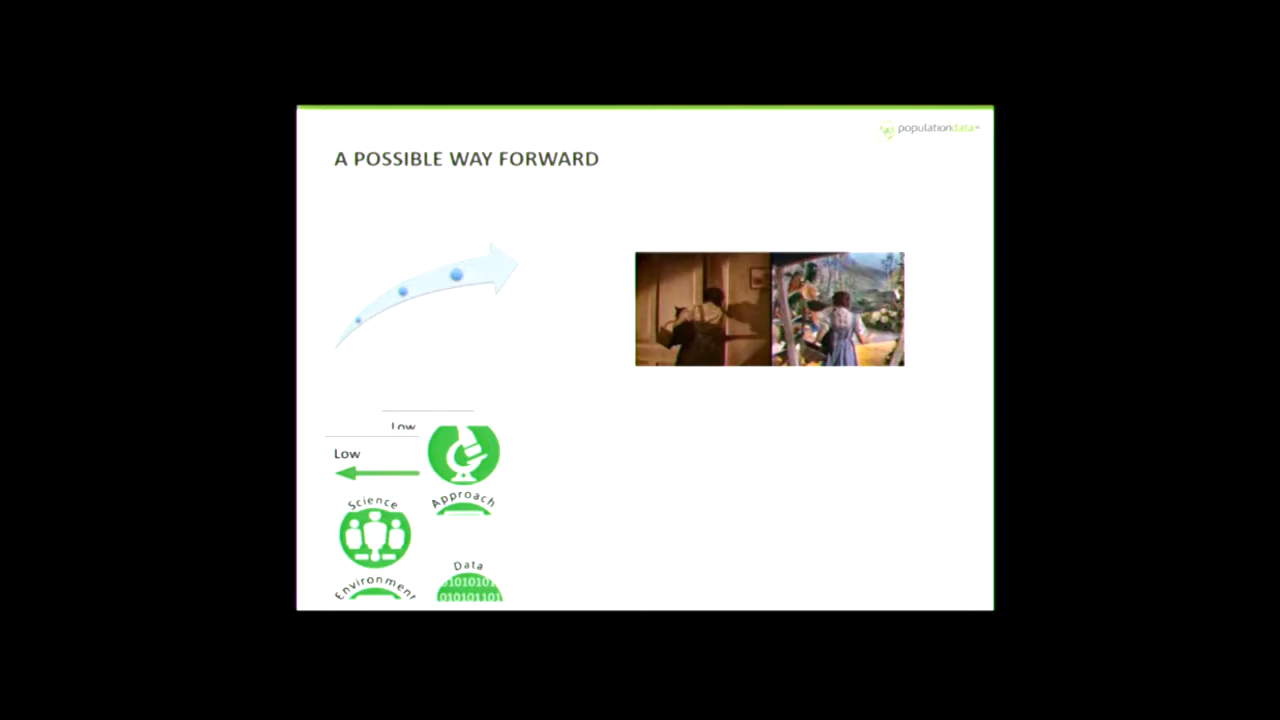 populationdata
A POSSIBLE WAY FORWARD
Low
Low
Science
Approach
Data
Environment
0101010
010101101